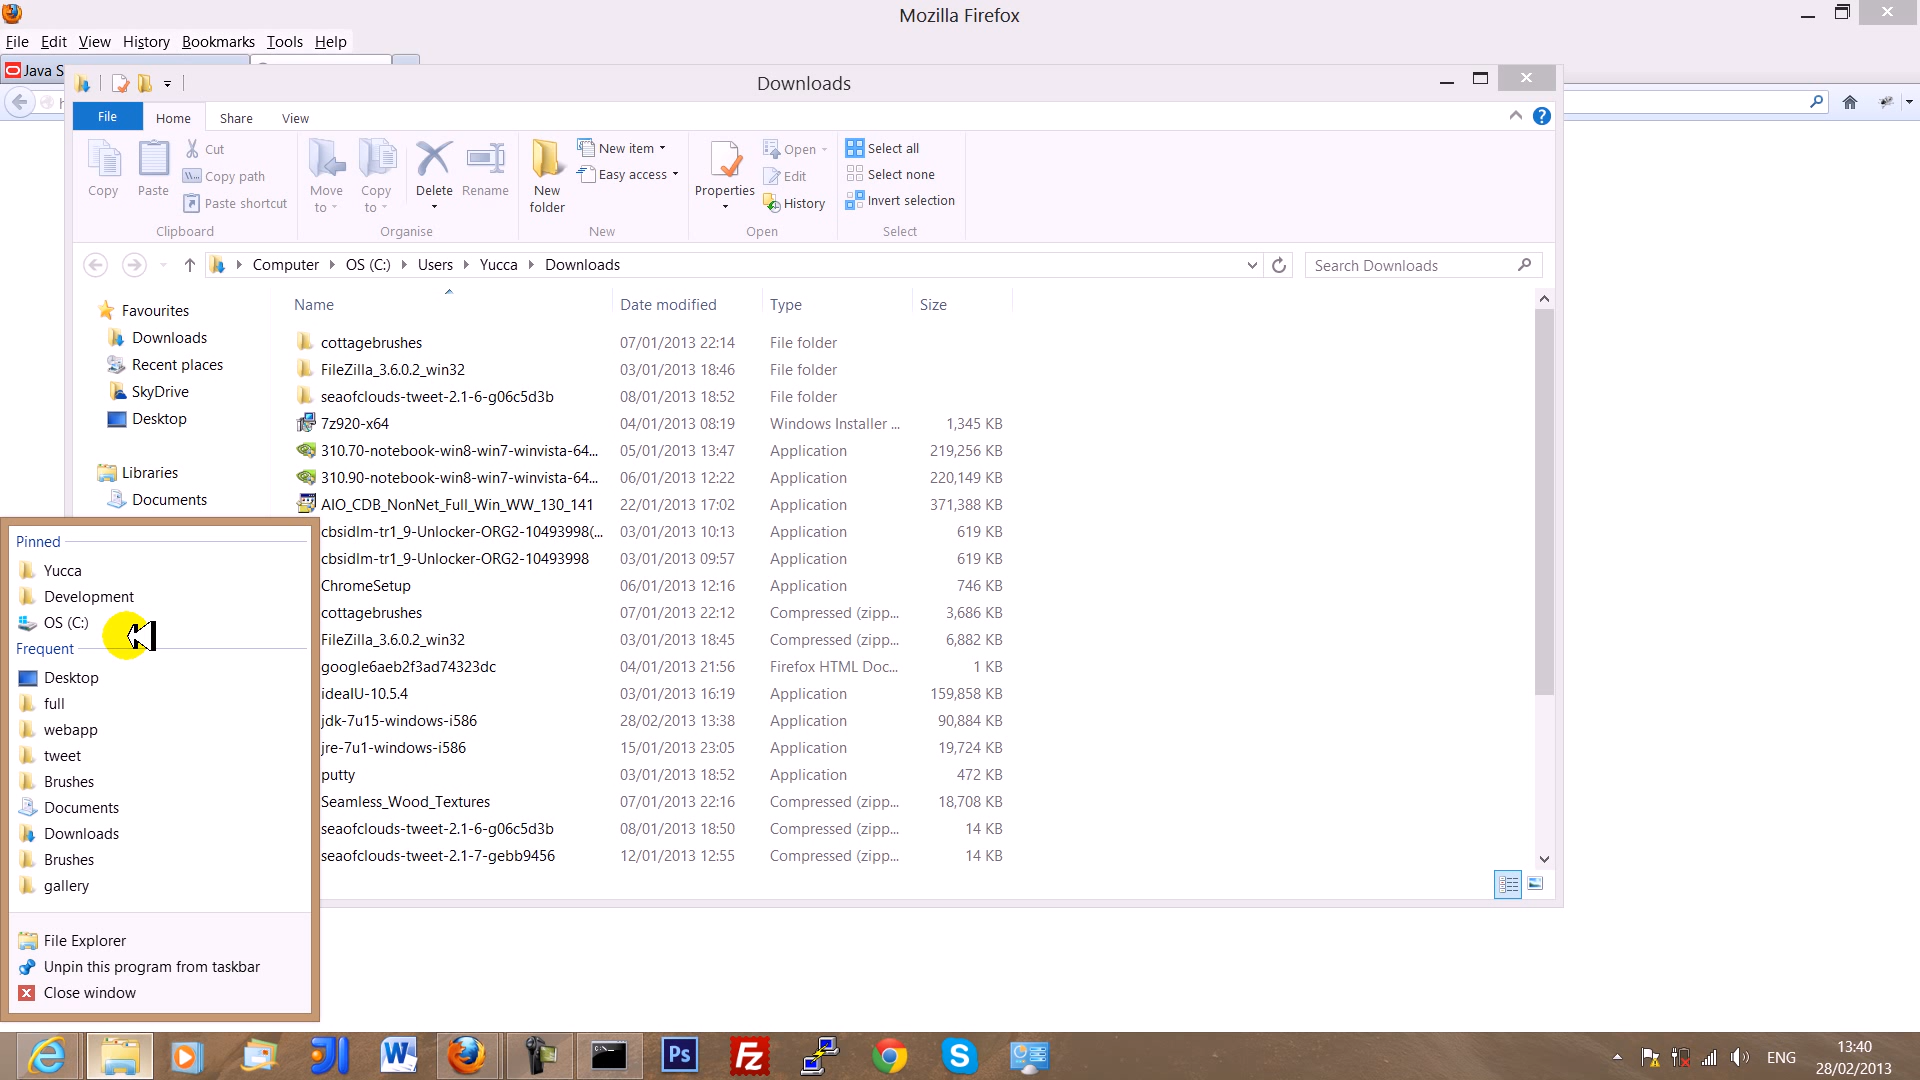 Mozilla Firefox
File Edit View History Bookmarks Tools Help
Java S
Downloads
File Home Share View
Copy
Paste
Cut
Copy path
Paste shortcut
Clipboard
Move to
Copy to
Delete
Rename
Organise
New folder
New item
Easy access
New
Properties
Open
Edit
History
Open
Select all
Select none
Invert selection
Select
Computer OS (C:) Users Yucca Downloads
Search Downloads
Favourites
Downloads
Recent places
SkyDrive
Desktop
Libraries
Documents
Name Date modified Type Size
cottagebrushes 07/01/2013 22:14 File folder
FileZilla_3.6.0.2_win32 03/01/2013 18:46 File folder
seaofclouds-tweet-2.1-6-g06c5d3b 08/01/2013 18:52 File folder
7z920-x64 04/01/2013 08:19 Windows Installer ... 1,345 KB
310.70-notebook-win8-win7-winvista-64... 05/01/2013 13:47 Application 219,256 KB
310.90-notebook-win8-win7-winvista-64... 06/01/2013 12:22 Application 220,149 KB
AIO_CDB_NonNet_Full_Win_WW_130_141 22/01/2013 17:02 Application 371,388 KB
cbsidlm-tr1_9-Unlocker-ORG2-10493998(... 03/01/2013 10:13 Application 619 KB
cbsidlm-tr1_9-Unlocker-ORG2-10493998 03/01/2013 09:57 Application 619 KB
ChromeSetup 06/01/2013 12:16 Application 746 KB
cottagebrushes 07/01/2013 22:12 Compressed (zipp... 3,686 KB
FileZilla_3.6.0.2_win32 03/01/2013 18:45 Compressed (zipp... 6,882 KB
google6aeb2f3ad74323dc 04/01/2013 21:56 Firefox HTML Doc... 1 KB
ideaIU-10.5.4 03/01/2013 16:19 Application 159,858 KB
jdk-7u15-windows-i586 28/02/2013 13:38 Application 90,884 KB
jre-7u1-windows-i586 15/01/2013 23:05 Application 19,724 KB
putty 03/01/2013 18:52 Application 472 KB
Seamless_Wood_Textures 07/01/2013 22:16 Compressed (zipp... 18,708 KB
seaofclouds-tweet-2.1-6-g06c5d3b 08/01/2013 18:50 Compressed (zipp... 14 KB
seaofclouds-tweet-2.1-7-gebb9456 12/01/2013 12:55 Compressed (zipp... 14 KB
Pinned
Yucca
Development
OS (C:)
Frequent
Desktop
full
webapp
tweet
Brushes
Documents
Downloads
Brushes
gallery
File Explorer
Unpin this program from taskbar
Close window
ENG
13:40
28/02/2013